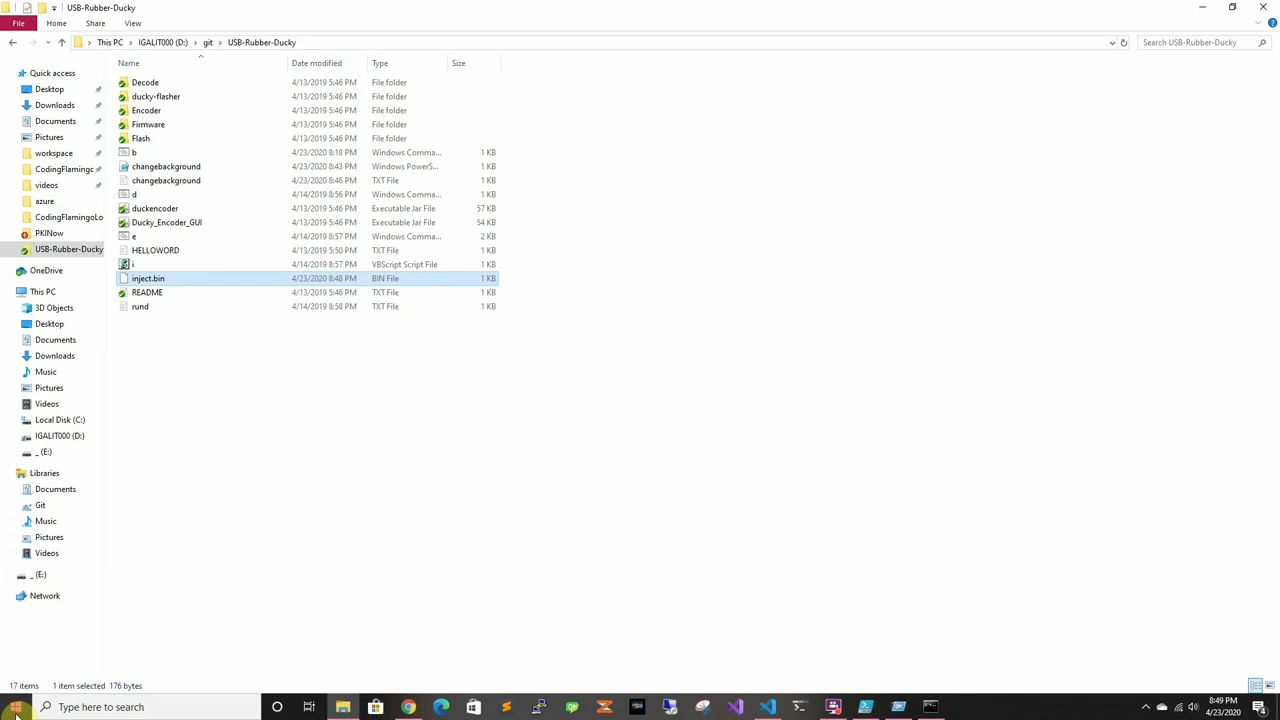 USB-Rubber-Ducky
File Home Share View
This PC > IGALIT000 (D:) > git > USB-Rubber-Ducky
Search USB-Rubber-Ducky
Name Date modified Type Size
Quick access
Desktop
Downloads
Documents
Pictures
workspace
CodingFlamingc
videos
azure
CodingFlamingoLo
PKINow
USB-Rubber-Ducky
OneDrive
This PC
3D Objects
Desktop
Documents
Downloads
Music
Pictures
Videos
Local Disk (C:)
IGALIT000 (D:)
_ (E:)
Libraries
Documents
Git
Music
Pictures
Videos
_ (E:)
Network
Decode 4/13/2019 5:46 PM File folder
ducky-flasher 4/13/2019 5:46 PM File folder
Encoder 4/13/2019 5:46 PM File folder
Firmware 4/13/2019 5:46 PM File folder
Flash 4/13/2019 5:46 PM File folder
b 4/23/2020 8:18 PM Windows Comma... 1 KB
changebackground 4/23/2020 8:43 PM Windows PowerS... 1 KB
changebackground 4/23/2020 8:46 PM TXT File 1 KB
d 4/14/2019 8:56 PM Windows Comma... 1 KB
duckencoder 4/13/2019 5:46 PM Executable Jar File 57 KB
Ducky_Encoder_GUI 4/13/2019 5:46 PM Executable Jar File 54 KB
e 4/14/2019 8:57 PM Windows Comma... 2 KB
HELLOWORD 4/13/2019 5:50 PM TXT File 1 KB
i 4/14/2019 8:57 PM VBScript Script File 1 KB
inject.bin 4/23/2020 8:48 PM BIN File 1 KB
README 4/13/2019 5:46 PM TXT File 1 KB
rund 4/14/2019 8:58 PM TXT File 1 KB
17 items 1 item selected 176 bytes
Type here to search
8:49 PM
4/23/2020
4